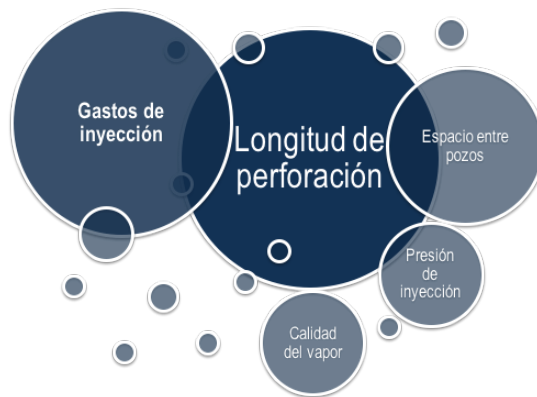 Gastos de
inyección
Longitud de
perforación
Espacio entre
pozos
Presión
de
inyección
Calidad
del vapor